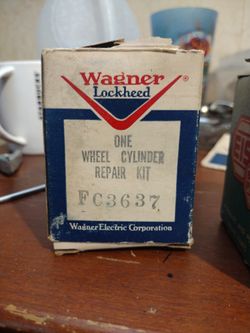 Wagner®
Lockheed
ONE
WHEEL CYLINDER
REPAIR KIT
FC3637
Wagner Electric Corporation